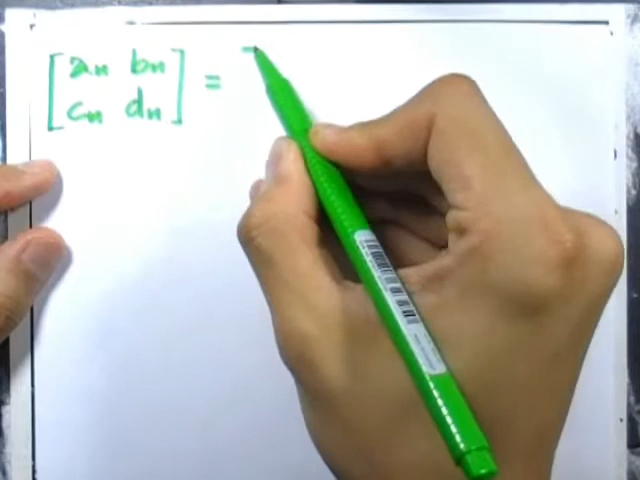 [aₙ bₙ] =
[cₙ dₙ]